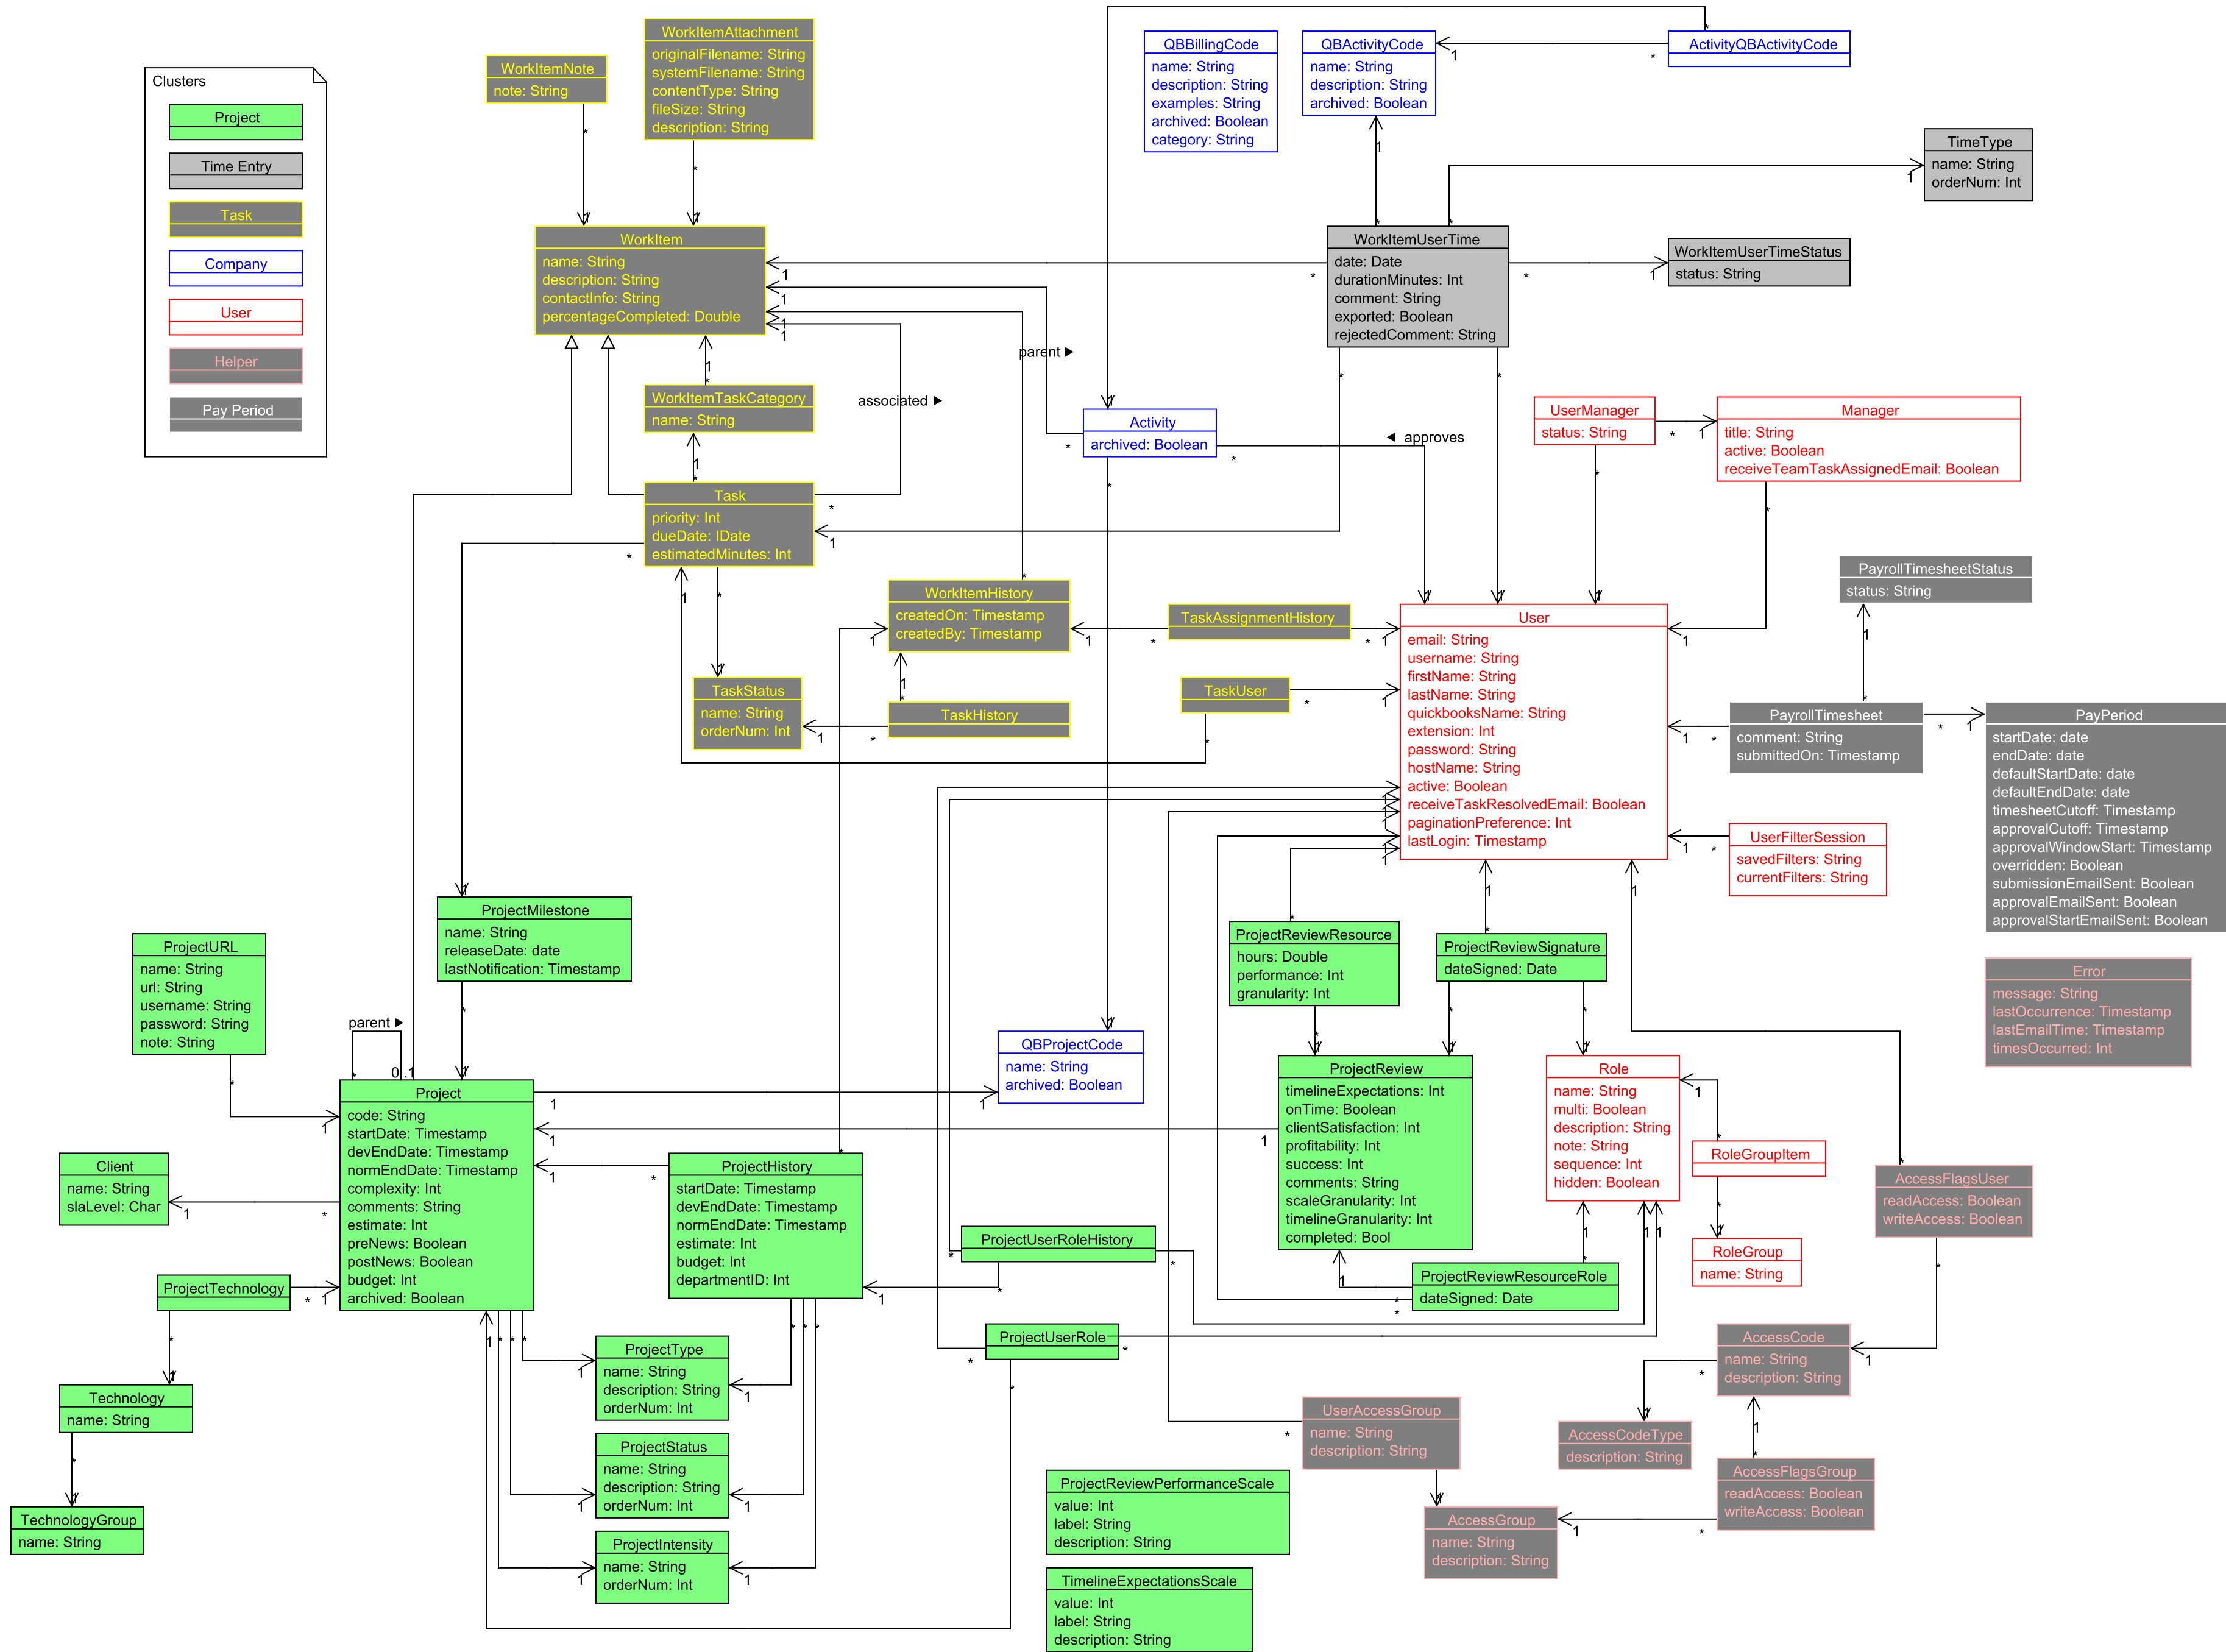 Clusters
Project
Time Entry
Task
Company
User
Helper
Pay Period
WorkItemNote
note: String
WorkItemAttachment
originalFilename: String
systemFilename: String
contentType: String
fileSize: String
description: String
QBBillingCode
name: String
description: String
examples: String
archived: Boolean
category: String
QBActivityCode
name: String
description: String
archived: Boolean
ActivityQBActivityCode
TimeType
name: String
orderNum: Int
WorkItem
name: String
description: String
contactInfo: String
percentageCompleted: Double
WorkItemUserTime
date: Date
durationMinutes: Int
comment: String
exported: Boolean
rejectedComment: String
WorkItemUserTimeStatus
status: String
parent ►
associated ►
◄ approves
WorkItemTaskCategory
name: String
Activity
archived: Boolean
UserManager
status: String
Manager
title: String
active: Boolean
receiveTeamTaskAssignedEmail: Boolean
Task
priority: Int
dueDate: IDate
estimatedMinutes: Int
WorkItemHistory
createdOn: Timestamp
createdBy: Timestamp
TaskAssignmentHistory
TaskUser
TaskStatus
name: String
orderNum: Int
TaskHistory
User
email: String
username: String
firstName: String
lastName: String
quickbooksName: String
extension: Int
password: String
hostName: String
active: Boolean
receiveTaskResolvedEmail: Boolean
paginationPreference: Int
lastLogin: Timestamp
PayrollTimesheetStatus
status: String
PayrollTimesheet
comment: String
submittedOn: Timestamp
PayPeriod
startDate: date
endDate: date
defaultStartDate: date
defaultEndDate: date
timesheetCutoff: Timestamp
approvalCutoff: Timestamp
approvalWindowStart: Timestamp
overridden: Boolean
submissionEmailSent: Boolean
approvalEmailSent: Boolean
approvalStartEmailSent: Boolean
UserFilterSession
savedFilters: String
currentFilters: String
ProjectMilestone
name: String
releaseDate: date
lastNotification: Timestamp
ProjectURL
name: String
url: String
username: String
password: String
note: String
parent ►
* 0..1
ProjectReviewResource
hours: Double
performance: Int
granularity: Int
ProjectReviewSignature
dateSigned: Date
Error
message: String
lastOccurrence: Timestamp
lastEmailTime: Timestamp
timesOccurred: Int
QBProjectCode
name: String
archived: Boolean
Project
code: String
startDate: Timestamp
devEndDate: Timestamp
normEndDate: Timestamp
complexity: Int
comments: String
estimate: Int
preNews: Boolean
postNews: Boolean
budget: Int
archived: Boolean
ProjectReview
timelineExpectations: Int
onTime: Boolean
clientSatisfaction: Int
profitability: Int
success: Int
comments: String
scaleGranularity: Int
timelineGranularity: Int
completed: Bool
Role
name: String
multi: Boolean
description: String
note: String
sequence: Int
hidden: Boolean
RoleGroupItem
RoleGroup
name: String
AccessFlagsUser
readAccess: Boolean
writeAccess: Boolean
Client
name: String
slaLevel: Char
ProjectHistory
startDate: Timestamp
devEndDate: Timestamp
normEndDate: Timestamp
estimate: Int
budget: Int
departmentID: Int
ProjectUserRoleHistory
ProjectReviewResourceRole
dateSigned: Date
ProjectTechnology
ProjectUserRole
ProjectType
name: String
description: String
orderNum: Int
AccessCode
name: String
description: String
Technology
name: String
UserAccessGroup
name: String
description: String
AccessCodeType
description: String
ProjectStatus
name: String
description: String
orderNum: Int
AccessFlagsGroup
readAccess: Boolean
writeAccess: Boolean
ProjectReviewPerformanceScale
value: Int
label: String
description: String
TechnologyGroup
name: String
AccessGroup
name: String
description: String
ProjectIntensity
name: String
orderNum: Int
TimelineExpectationsScale
value: Int
label: String
description: String